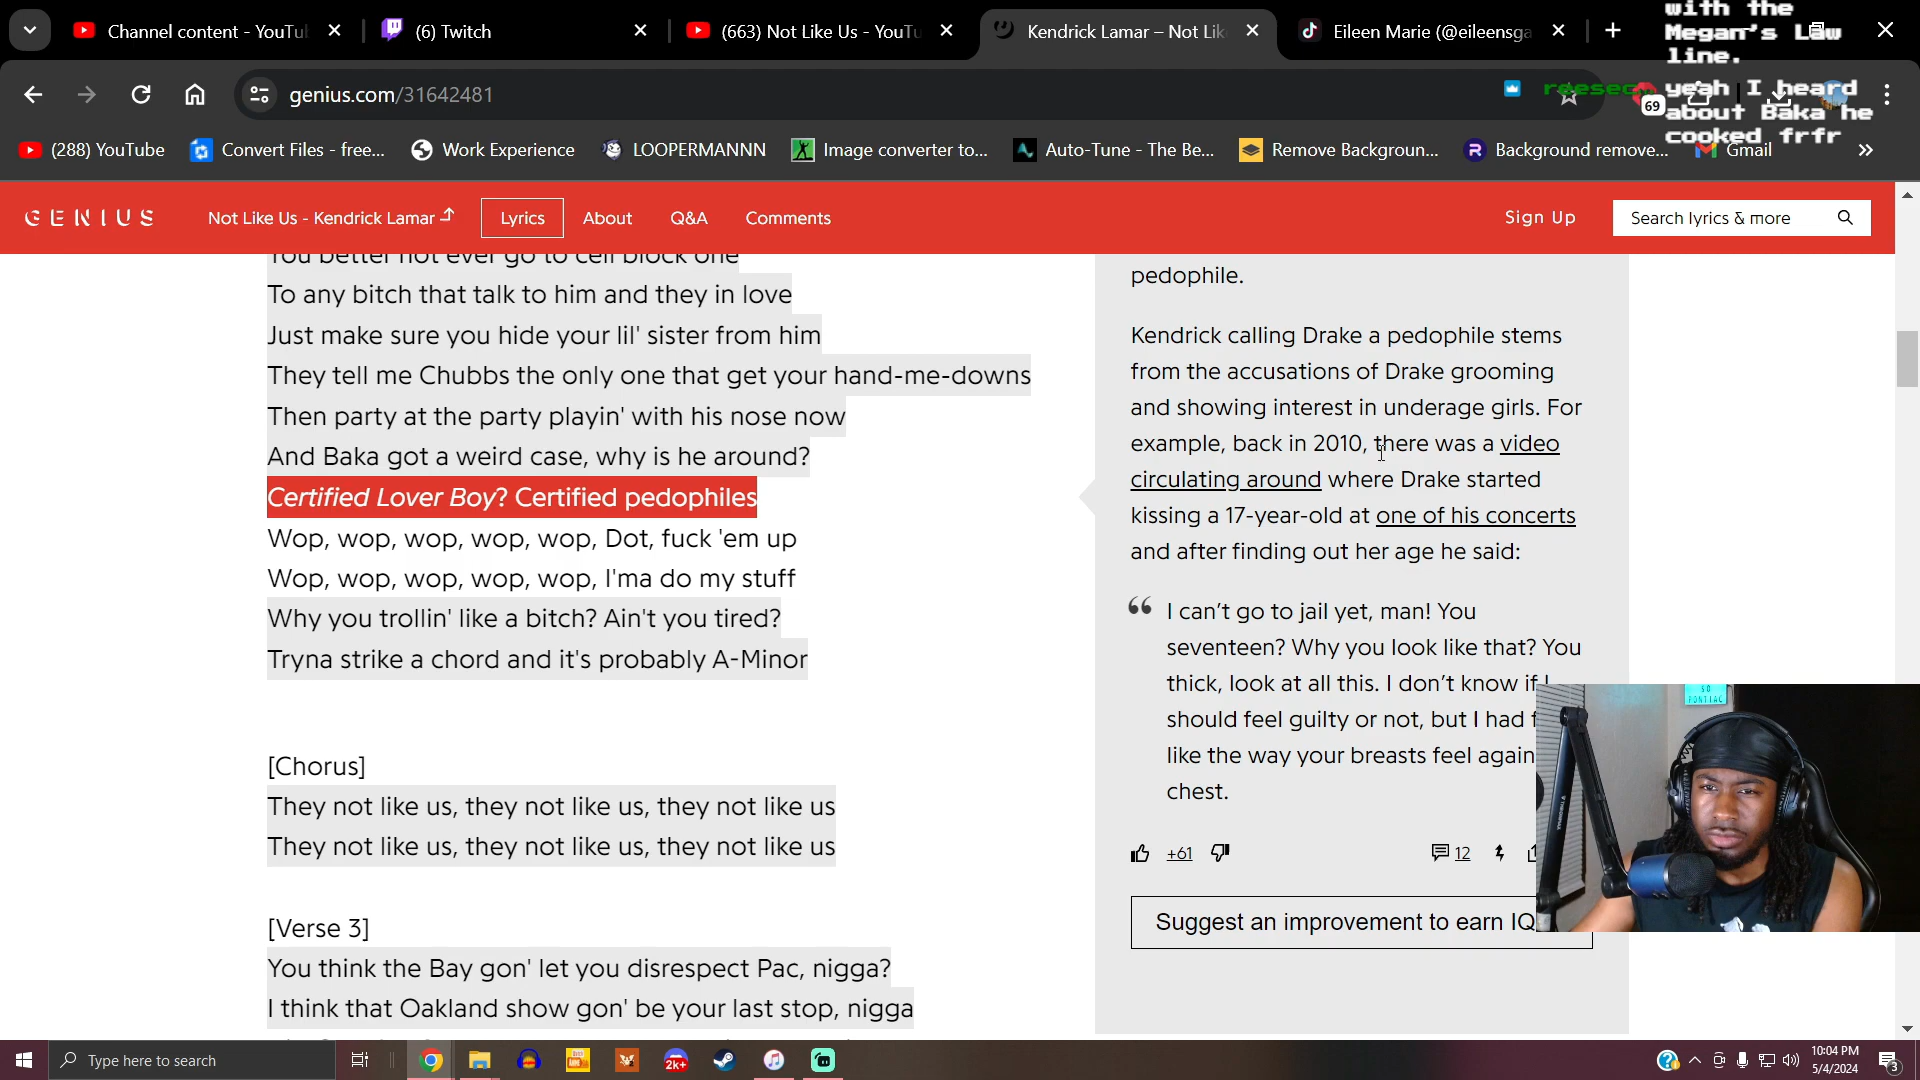 Channel content - YouTu
(6) Twitch
(663) Not Like Us - YouTu
Kendrick Lamar – Not Lik
Eileen Marie (@eileensga
with the
Megan's Law
line.
genius.com/31642481
69
yeah I heard
about Baka he
cooked frfr
(288) YouTube
Convert Files - free...
Work Experience
LOOPERMANNN
Image converter to...
Auto-Tune - The Be...
Remove Backgroun...
Background remove...
Gmail
GENIUS
Not Like Us - Kendrick Lamar
Lyrics
About
Q&A
Comments
Sign Up
Search lyrics & more
You better not ever go to cell block one
To any bitch that talk to him and they in love
Just make sure you hide your lil' sister from him
They tell me Chubbs the only one that get your hand-me-downs
Then party at the party playin' with his nose now
And Baka got a weird case, why is he around?
Certified Lover Boy? Certified pedophiles
Wop, wop, wop, wop, wop, Dot, fuck 'em up
Wop, wop, wop, wop, wop, I'ma do my stuff
Why you trollin' like a bitch? Ain't you tired?
Tryna strike a chord and it's probably A-Minor
[Chorus]
They not like us, they not like us, they not like us
They not like us, they not like us, they not like us
[Verse 3]
You think the Bay gon' let you disrespect Pac, nigga?
I think that Oakland show gon' be your last stop, nigga
pedophile.
Kendrick calling Drake a pedophile stems
from the accusations of Drake grooming
and showing interest in underage girls. For
example, back in 2010, there was a video
circulating around where Drake started
kissing a 17-year-old at one of his concerts
and after finding out her age he said:
“ I can't go to jail yet, man! You
seventeen? Why you look like that? You
thick, look at all this. I don't know if I
should feel guilty or not, but I had
like the way your breasts feel again
chest.
+61
12
Suggest an improvement to earn IQ
SO
PONTIAC
Type here to search
2k+
10:04 PM
5/4/2024
3